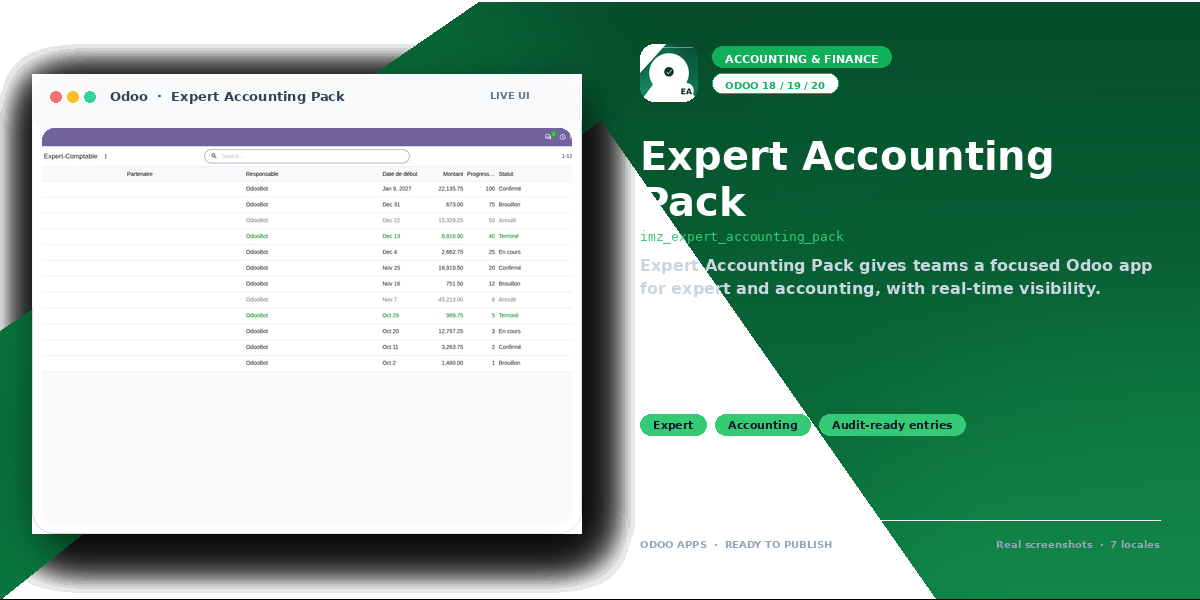 Odoo · Expert Accounting Pack
LIVE UI
Expert-Comptable
Search...
1-12
Partenaire Responsable Date de début Montant Progress... Statut
OdooBot Jan 9, 2027 22,135.75 100 Confirmé
OdooBot Dec 31 673.00 75 Brouillon
OdooBot Dec 22 15,329.25 50 Annulé
OdooBot Dec 13 8,816.90 40 Terminé
OdooBot Dec 4 2,662.75 25 En cours
OdooBot Nov 25 18,919.50 20 Confirmé
OdooBot Nov 16 751.50 12 Brouillon
OdooBot Nov 7 45,213.00 8 Annulé
OdooBot Oct 29 989.75 5 Terminé
OdooBot Oct 20 12,757.25 3 En cours
OdooBot Oct 11 3,263.75 2 Confirmé
OdooBot Oct 2 1,480.00 1 Brouillon
EA
ACCOUNTING & FINANCE
ODOO 18 / 19 / 20
Expert Accounting
Pack
imz_expert_accounting_pack
Expert Accounting Pack gives teams a focused Odoo app
for expert and accounting, with real-time visibility.
Expert Accounting Audit-ready entries
ODOO APPS · READY TO PUBLISH
Real screenshots · 7 locales